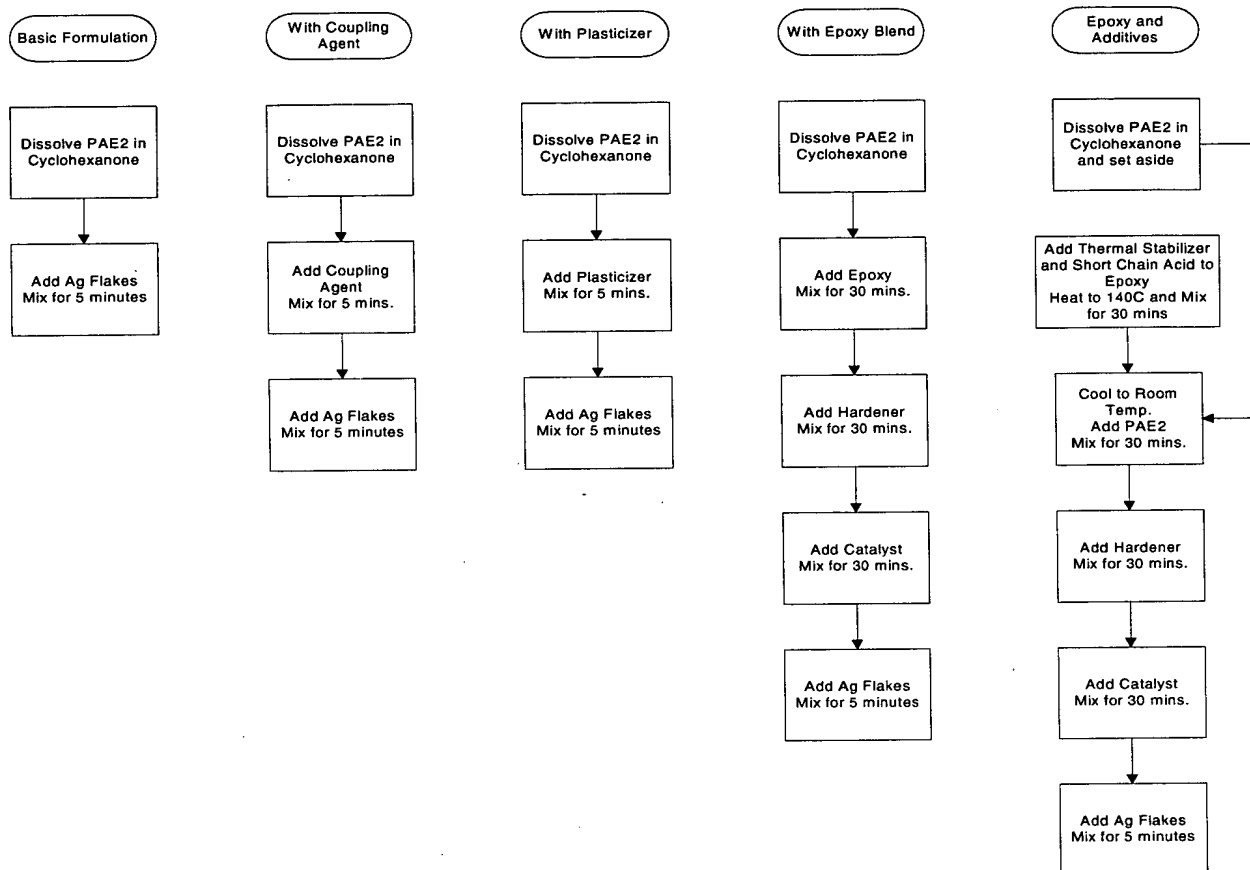 Basic Formulation
Dissolve PAE2 in
Cyclohexanone
Add Ag Flakes
Mix for 5 minutes
With Coupling
Agent
Dissolve PAE2 in
Cyclohexanone
Add Coupling
Agent
Mix for 5 mins.
Add Ag Flakes
Mix for 5 minutes
With Plasticizer
Dissolve PAE2 in
Cyclohexanone
Add Plasticizer
Mix for 5 mins.
Add Ag Flakes
Mix for 5 minutes
With Epoxy Blend
Dissolve PAE2 in
Cyclohexanone
Add Epoxy
Mix for 30 mins.
Add Hardener
Mix for 30 mins.
Add Catalyst
Mix for 30 mins.
Add Ag Flakes
Mix for 5 minutes
Epoxy and
Additives
Dissolve PAE2 in
Cyclohexanone
and set aside
Add Thermal Stabilizer
and Short Chain Acid to
Epoxy
Heat to 140C and Mix
for 30 mins
Cool to Room
Temp.
Add PAE2
Mix for 30 mins.
Add Hardener
Mix for 30 mins.
Add Catalyst
Mix for 30 mins.
Add Ag Flakes
Mix for 5 minutes